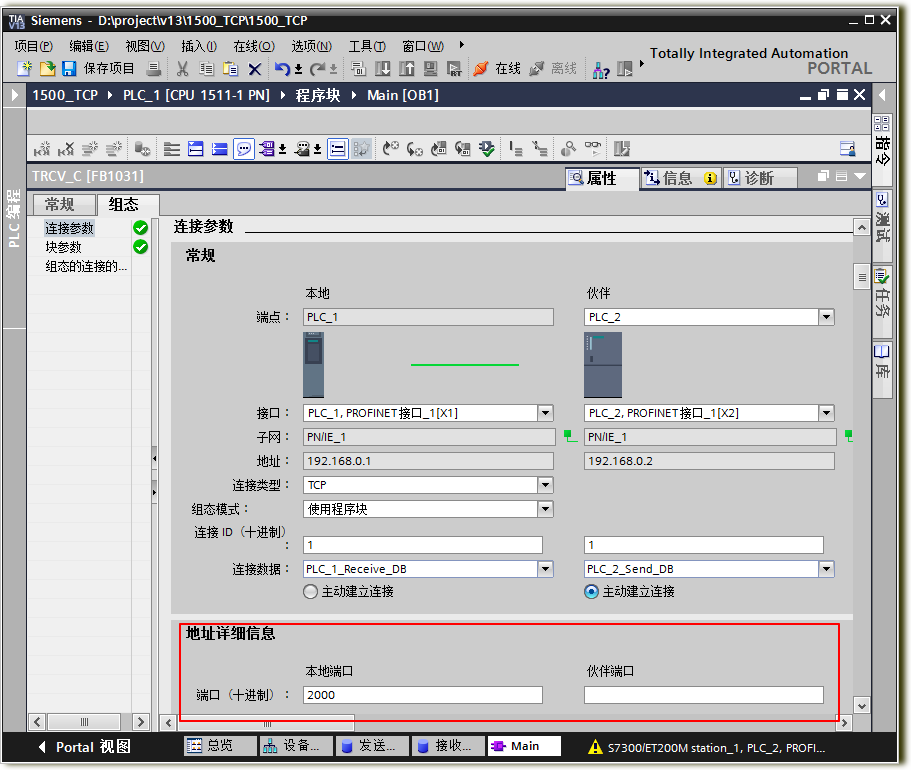 TIA V13 Siemens - D:\project\v13\1500_TCP\1500_TCP
项目(P) 编辑(E) 视图(V) 插入(I) 在线(O) 选项(N) 工具(T) 窗口(W)
Totally Integrated Automation
PORTAL
保存项目 在线 离线
1500_TCP PLC_1 [CPU 1511-1 PN] 程序块 Main [OB1]
TRCV_C [FB1031]
属性 信息 诊断
常规 组态
连接参数
块参数
组态的连接的...
PLC 编程
指令
测试
任务
库
连接参数
常规
本地 伙伴
端点： PLC_1 PLC_2
接口： PLC_1, PROFINET接口_1[X1] PLC_2, PROFINET接口_1[X2]
子网： PN/IE_1 PN/IE_1
地址： 192.168.0.1 192.168.0.2
连接类型： TCP
组态模式： 使用程序块
连接 ID（十进制）
： 1 1
连接数据： PLC_1_Receive_DB PLC_2_Send_DB
主动建立连接 主动建立连接
地址详细信息
本地端口 伙伴端口
端口（十进制）： 2000
Portal 视图 总览 设备... 发送... 接收... Main S7300/ET200M station_1, PLC_2, PROFI...